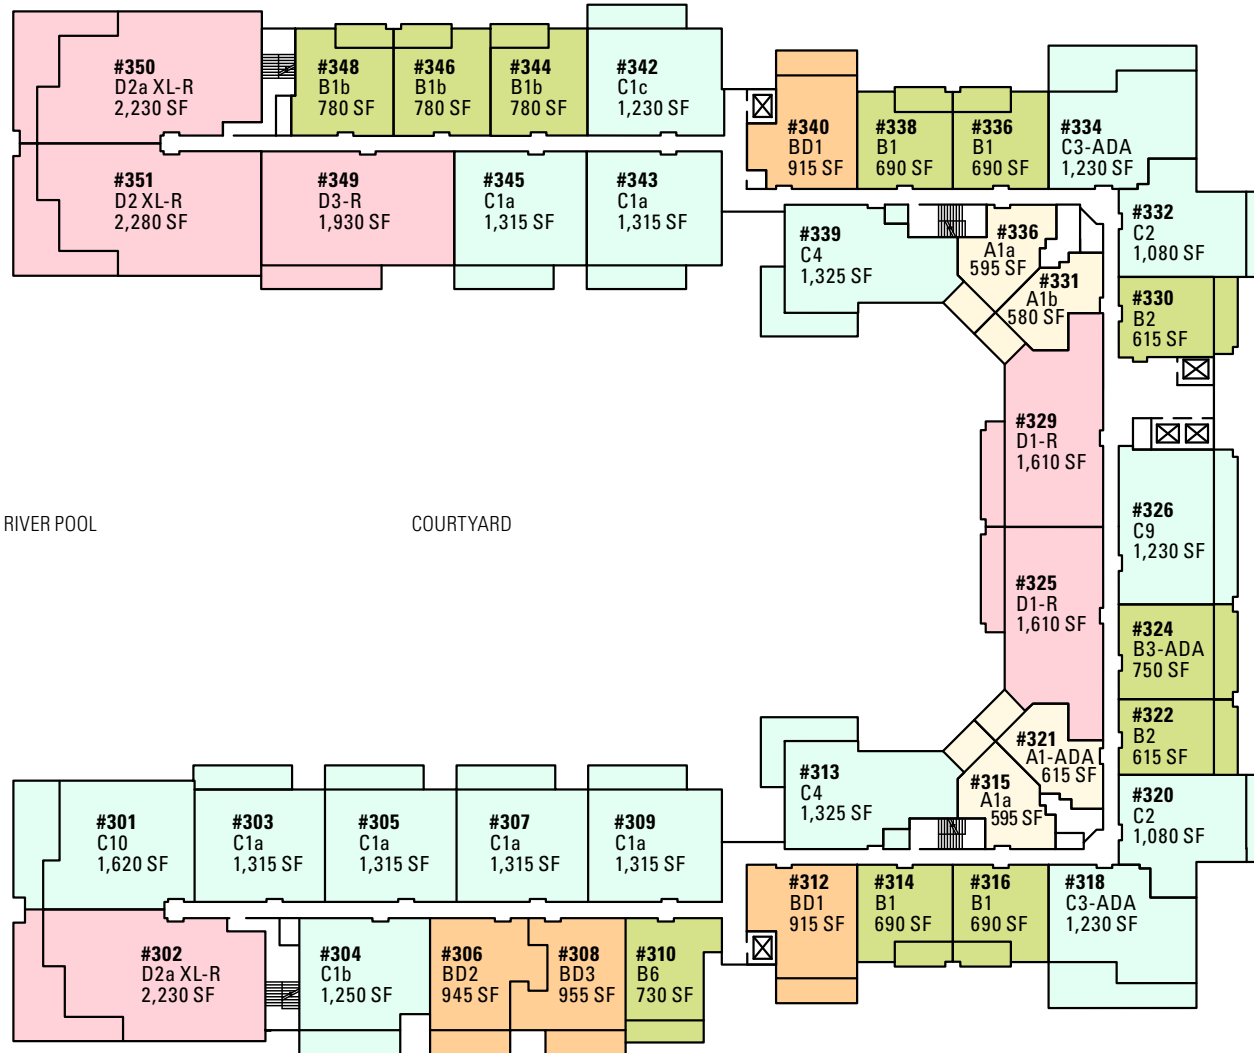 #350
D2a XL-R
2,230 SF
#348
B1b
780 SF
#346
B1b
780 SF
#344
B1b
780 SF
#342
C1c
1,230 SF
#340
BD1
915 SF
#338
B1
690 SF
#336
B1
690 SF
#334
C3-ADA
1,230 SF
#351
D2 XL-R
2,280 SF
#349
D3-R
1,930 SF
#345
C1a
1,315 SF
#343
C1a
1,315 SF
#339
C4
1,325 SF
#336
A1a
595 SF
#331
A1b
580 SF
#332
C2
1,080 SF
#330
B2
615 SF
#329
D1-R
1,610 SF
RIVER POOL
COURTYARD
#326
C9
1,230 SF
#325
D1-R
1,610 SF
#324
B3-ADA
750 SF
#322
B2
615 SF
#321
A1-ADA
615 SF
#313
C4
1,325 SF
#315
A1a
595 SF
#320
C2
1,080 SF
#301
C10
1,620 SF
#303
C1a
1,315 SF
#305
C1a
1,315 SF
#307
C1a
1,315 SF
#309
C1a
1,315 SF
#312
BD1
915 SF
#314
B1
690 SF
#316
B1
690 SF
#318
C3-ADA
1,230 SF
#302
D2a XL-R
2,230 SF
#304
C1b
1,250 SF
#306
BD2
945 SF
#308
BD3
955 SF
#310
B6
730 SF